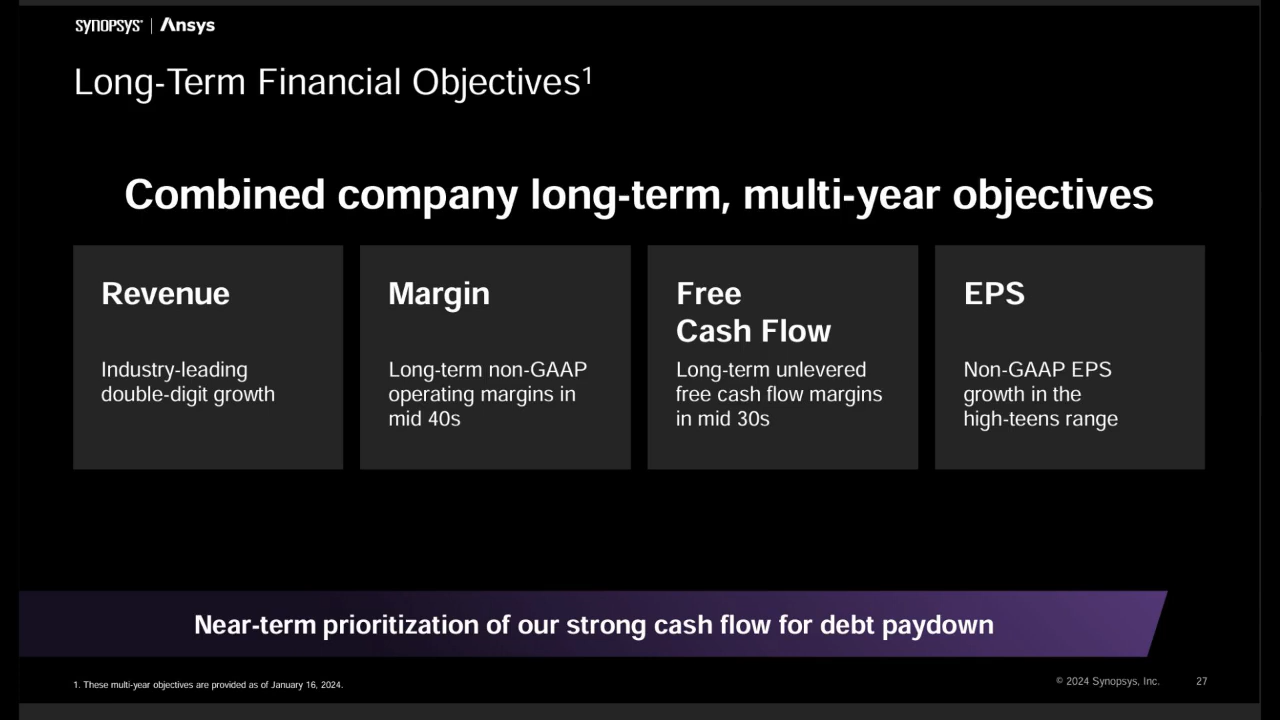 SYNOPSYS® | Ansys
Long-Term Financial Objectives¹
Combined company long-term, multi-year objectives
Revenue
Industry-leading
double-digit growth
Margin
Long-term non-GAAP
operating margins in
mid 40s
Free
Cash Flow
Long-term unlevered
free cash flow margins
in mid 30s
EPS
Non-GAAP EPS
growth in the
high-teens range
Near-term prioritization of our strong cash flow for debt paydown
1. These multi-year objectives are provided as of January 16, 2024.
© 2024 Synopsys, Inc. 27